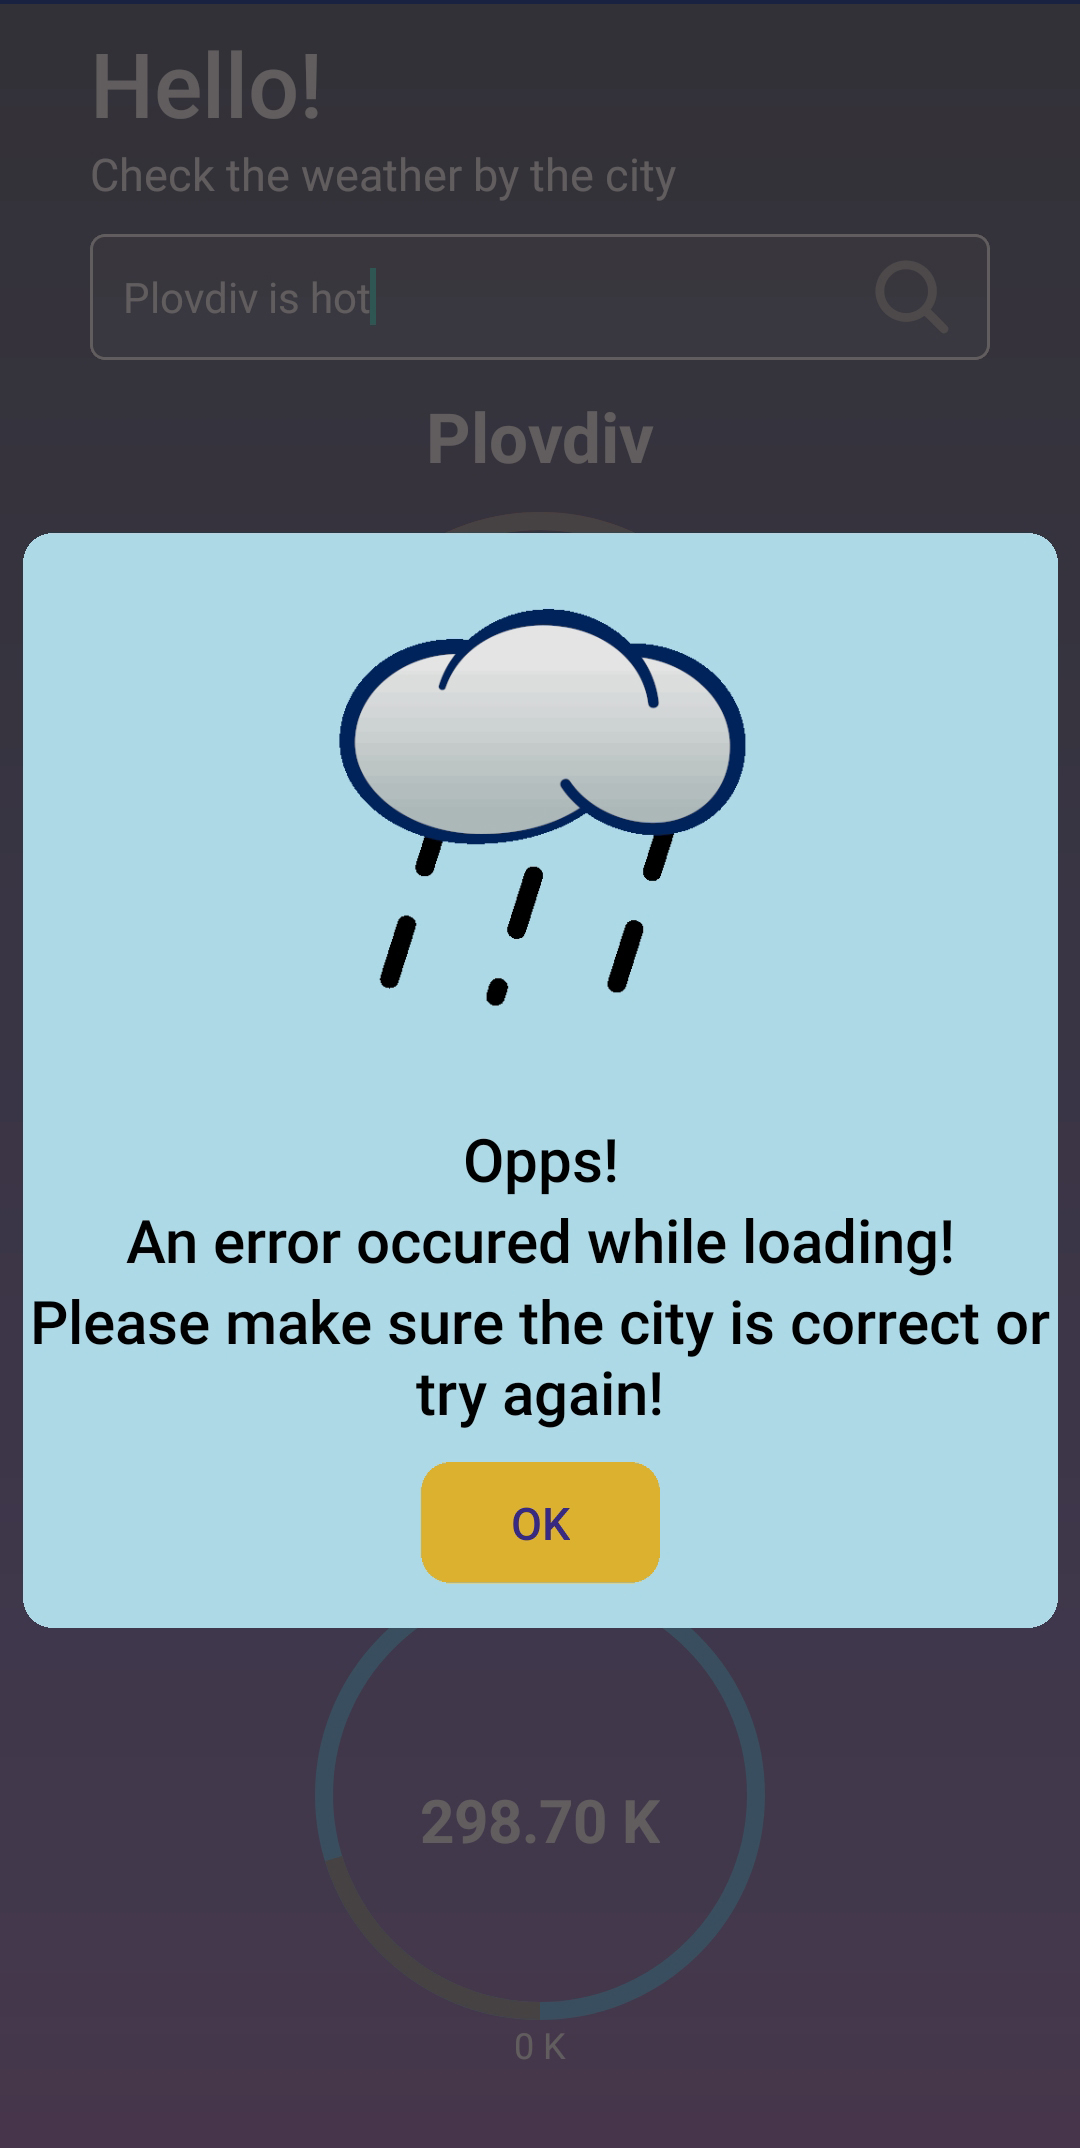 Hello!
Check the weather by the city
Plovdiv is hot
Plovdiv
Opps!
An error occured while loading!
Please make sure the city is correct or
try again!
OK
298.70 K
0 K